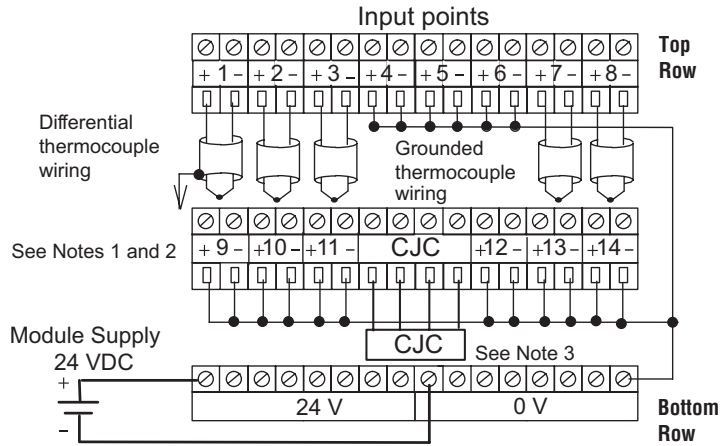 Input points
Top
Row
+ 1 – + 2 – + 3 – + 4 – + 5 – + 6 – + 7 – + 8 –
Differential
thermocouple
wiring
Grounded
thermocouple
wiring
See Notes 1 and 2
+ 9 – +10 – +11 – CJC +12 – +13 – +14 –
CJC
See Note 3
Module Supply
24 VDC
+
–
24 V 0 V
Bottom
Row